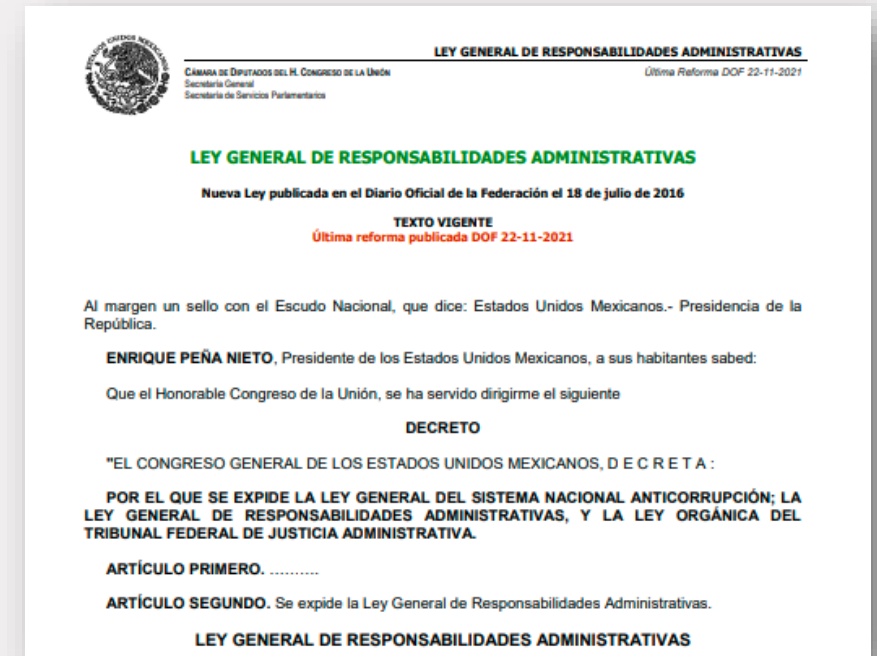 ESTADOS UNIDOS MEXICANOS
LEY GENERAL DE RESPONSABILIDADES ADMINISTRATIVAS
CÁMARA DE DIPUTADOS DEL H. CONGRESO DE LA UNIÓN
Última Reforma DOF 22-11-2021
Secretaría General
Secretaría de Servicios Parlamentarios
LEY GENERAL DE RESPONSABILIDADES ADMINISTRATIVAS
Nueva Ley publicada en el Diario Oficial de la Federación el 18 de julio de 2016
TEXTO VIGENTE
Última reforma publicada DOF 22-11-2021
Al margen un sello con el Escudo Nacional, que dice: Estados Unidos Mexicanos.- Presidencia de la
República.
ENRIQUE PEÑA NIETO, Presidente de los Estados Unidos Mexicanos, a sus habitantes sabed:
Que el Honorable Congreso de la Unión, se ha servido dirigirme el siguiente
DECRETO
"EL CONGRESO GENERAL DE LOS ESTADOS UNIDOS MEXICANOS, D E C R E T A :
POR EL QUE SE EXPIDE LA LEY GENERAL DEL SISTEMA NACIONAL ANTICORRUPCIÓN; LA
LEY GENERAL DE RESPONSABILIDADES ADMINISTRATIVAS, Y LA LEY ORGÁNICA DEL
TRIBUNAL FEDERAL DE JUSTICIA ADMINISTRATIVA.
ARTÍCULO PRIMERO. ..........
ARTÍCULO SEGUNDO. Se expide la Ley General de Responsabilidades Administrativas.
LEY GENERAL DE RESPONSABILIDADES ADMINISTRATIVAS